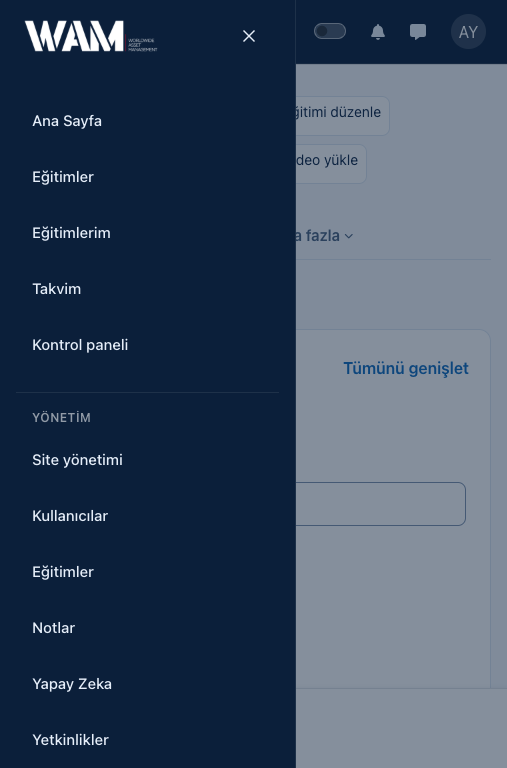 WAM
WORLDWIDE
ASSET
MANAGEMENT
AY
ğitimi düzenle
Ana Sayfa
deo yükle
Eğitimler
Eğitimlerim
a fazla
Takvim
Kontrol paneli
Tümünü genişlet
YÖNETİM
Site yönetimi
Kullanıcılar
Eğitimler
Notlar
Yapay Zeka
Yetkinlikler